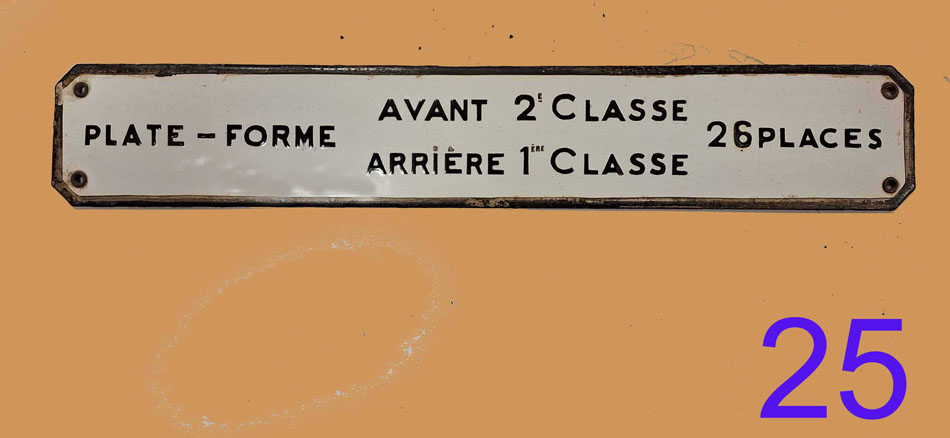 PLATE - FORME
AVANT 2E CLASSE
ARRIÈRE 1ÈRE CLASSE
26 PLACES
25